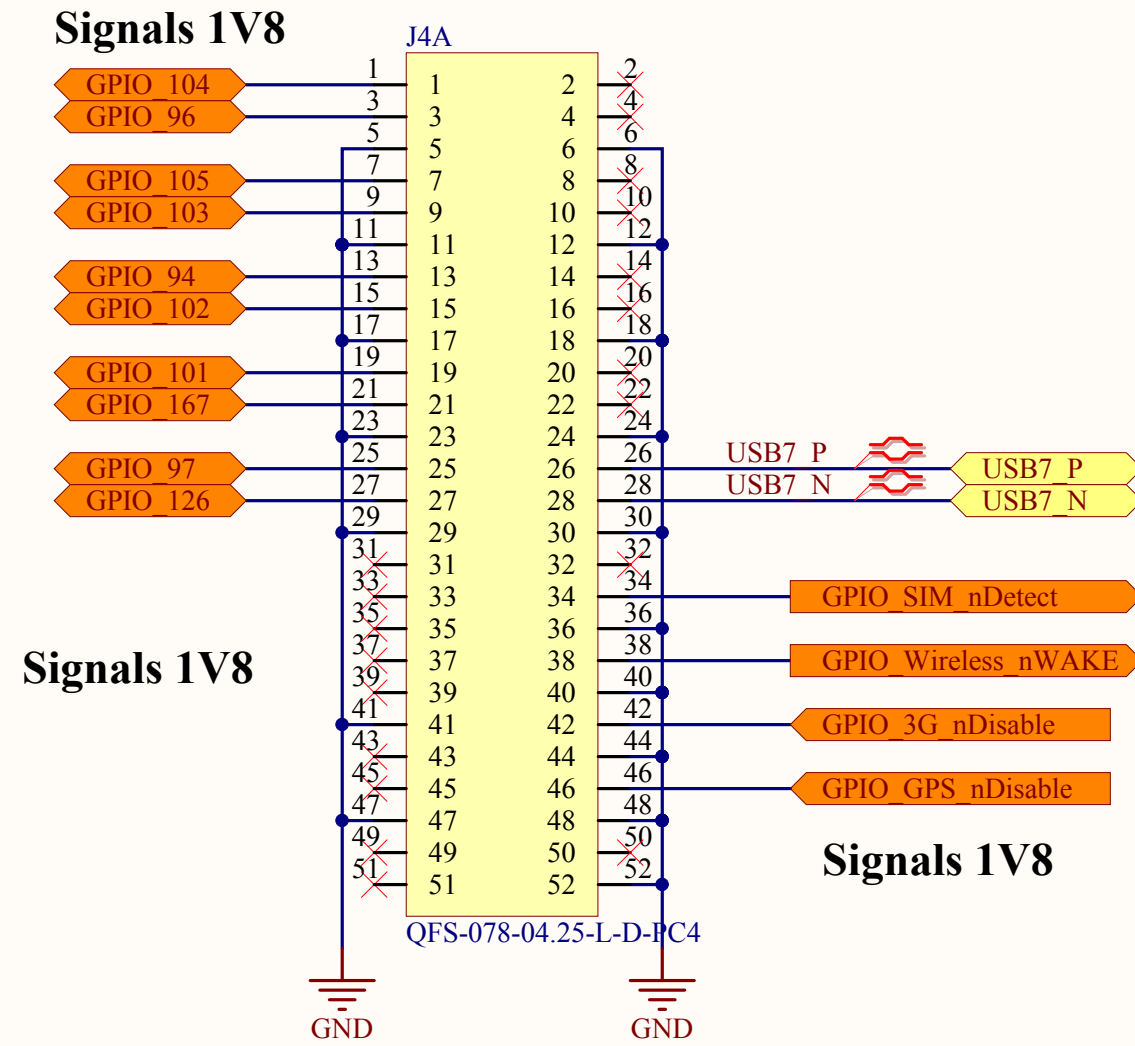 Signals 1V8
J4A
GPIO_104 1 1 2 2
GPIO_96 3 3 4 4
5 5 6 6
GPIO_105 7 7 8 8
GPIO_103 9 9 10 10
11 11 12 12
GPIO_94 13 13 14 14
GPIO_102 15 15 16 16
17 17 18 18
GPIO_101 19 19 20 20
GPIO_167 21 21 22 22
23 23 24 24
GPIO_97 25 25 26 26 USB7_P USB7_P
GPIO_126 27 27 28 28 USB7_N USB7_N
29 29 30 30
31 31 32 32
33 33 34 34 GPIO_SIM_nDetect
35 35 36 36
Signals 1V8
37 37 38 38 GPIO_Wireless_nWAKE
39 39 40 40
41 41 42 42 GPIO_3G_nDisable
43 43 44 44
45 45 46 46 GPIO_GPS_nDisable
47 47 48 48
49 49 50 50
Signals 1V8
51 51 52 52
QFS-078-04.25-L-D-PC4
GND GND